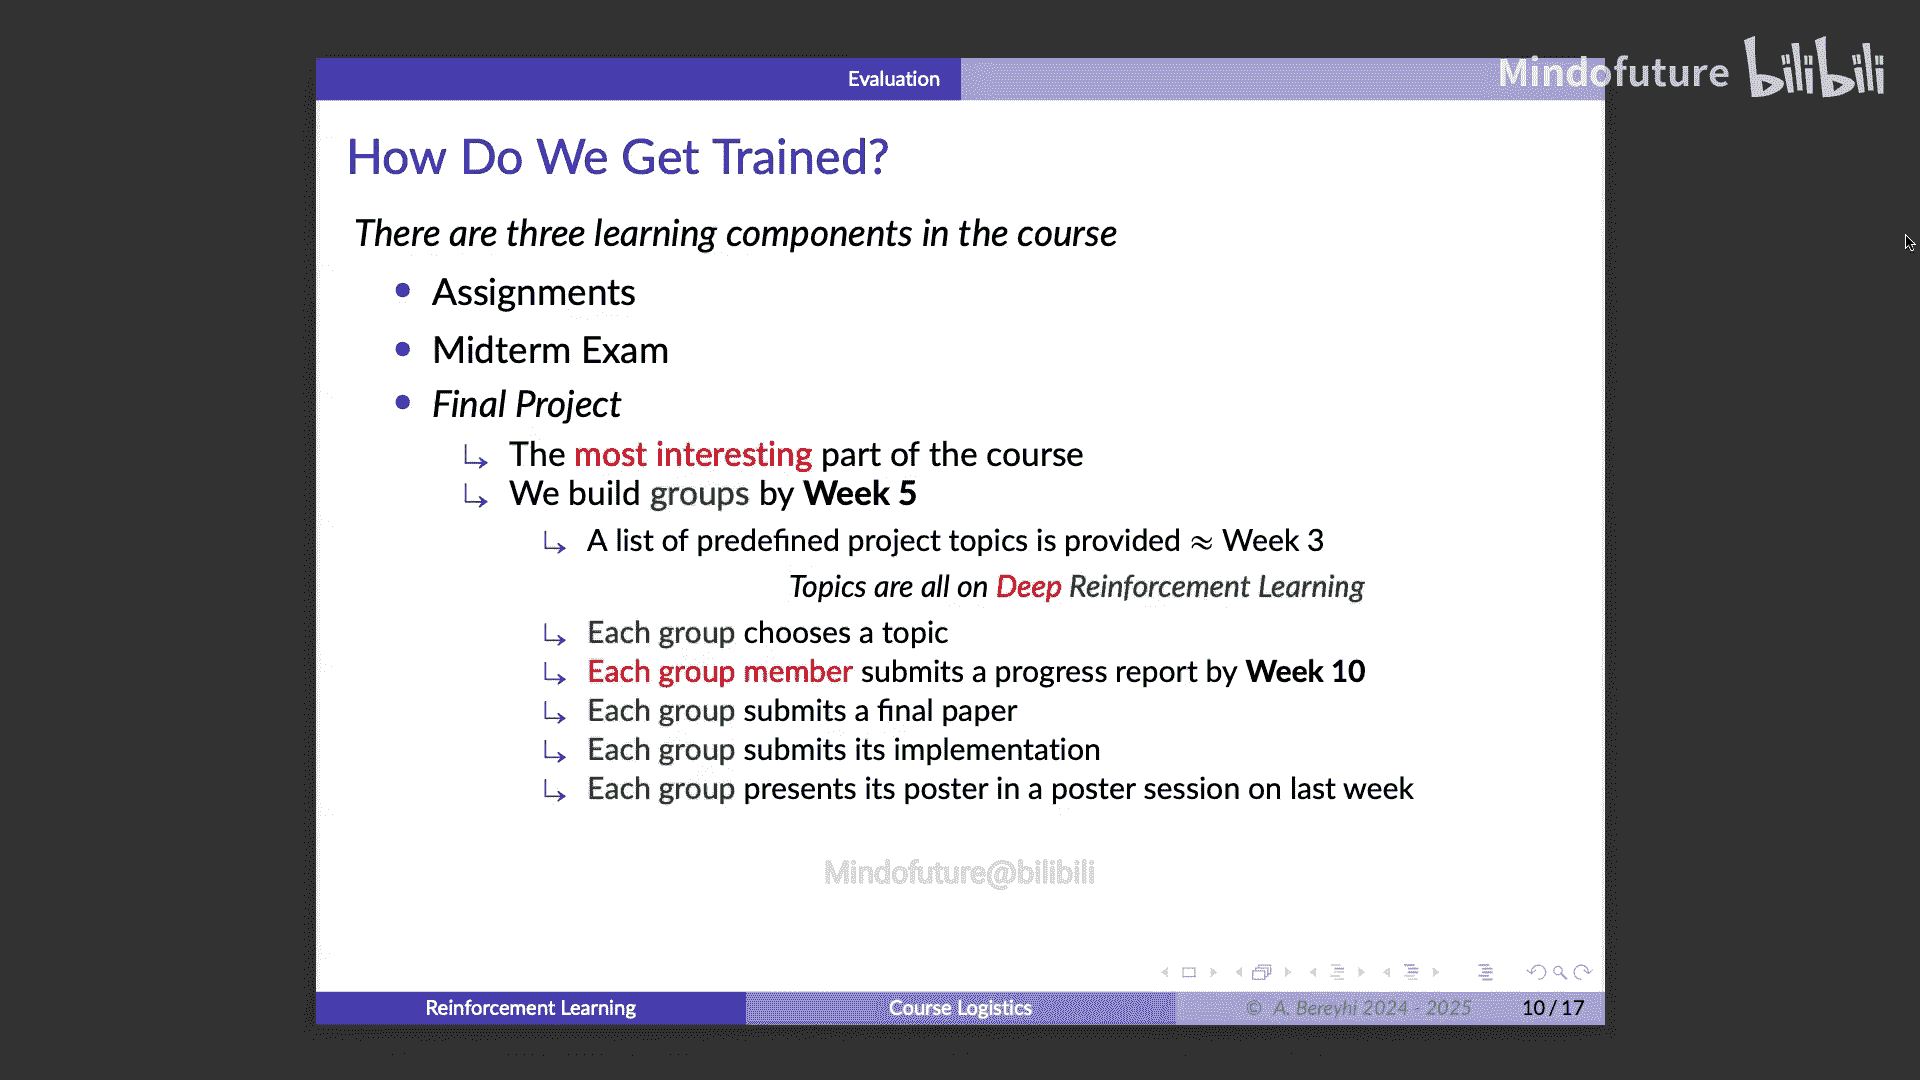 Evaluation
Mindofuture bilibili
How Do We Get Trained?
There are three learning components in the course
• Assignments
• Midterm Exam
• Final Project
↳ The most interesting part of the course
↳ We build groups by Week 5
↳ A list of predefined project topics is provided ≈ Week 3
Topics are all on Deep Reinforcement Learning
↳ Each group chooses a topic
↳ Each group member submits a progress report by Week 10
↳ Each group submits a final paper
↳ Each group submits its implementation
↳ Each group presents its poster in a poster session on last week
Mindofuture@bilibili
Reinforcement Learning Course Logistics © A. Bereyhi 2024 - 2025 10 / 17